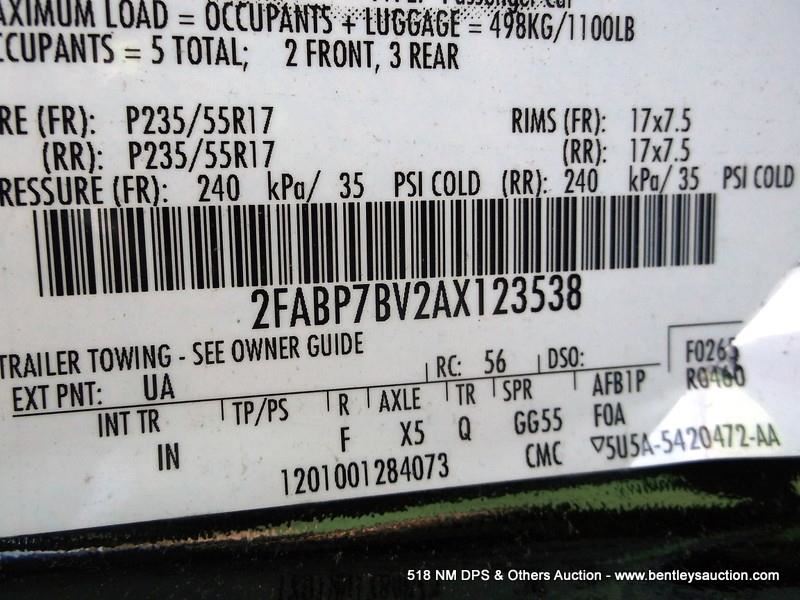 AXIMUM LOAD = OCCUPANTS + LUGGAGE = 498KG/1100LB
CCUPANTS = 5 TOTAL; 2 FRONT, 3 REAR
RE (FR): P235/55R17 RIMS (FR): 17x7.5
(RR): P235/55R17 (RR): 17x7.5
RESSURE (FR): 240 kPa/ 35 PSI COLD (RR): 240 kPa/ 35 PSI COLD
2FABP7BV2AX123538
TRAILER TOWING - SEE OWNER GUIDE
EXT PNT: UA RC: 56 DSO: F0265
INT TR TP/PS R AXLE TR SPR AFB1P R0460
IN F X5 Q GG55 F0A
1201001284073 CMC ▽5U5A-5420472-AA
518 NM DPS & Others Auction - www.bentleysauction.com